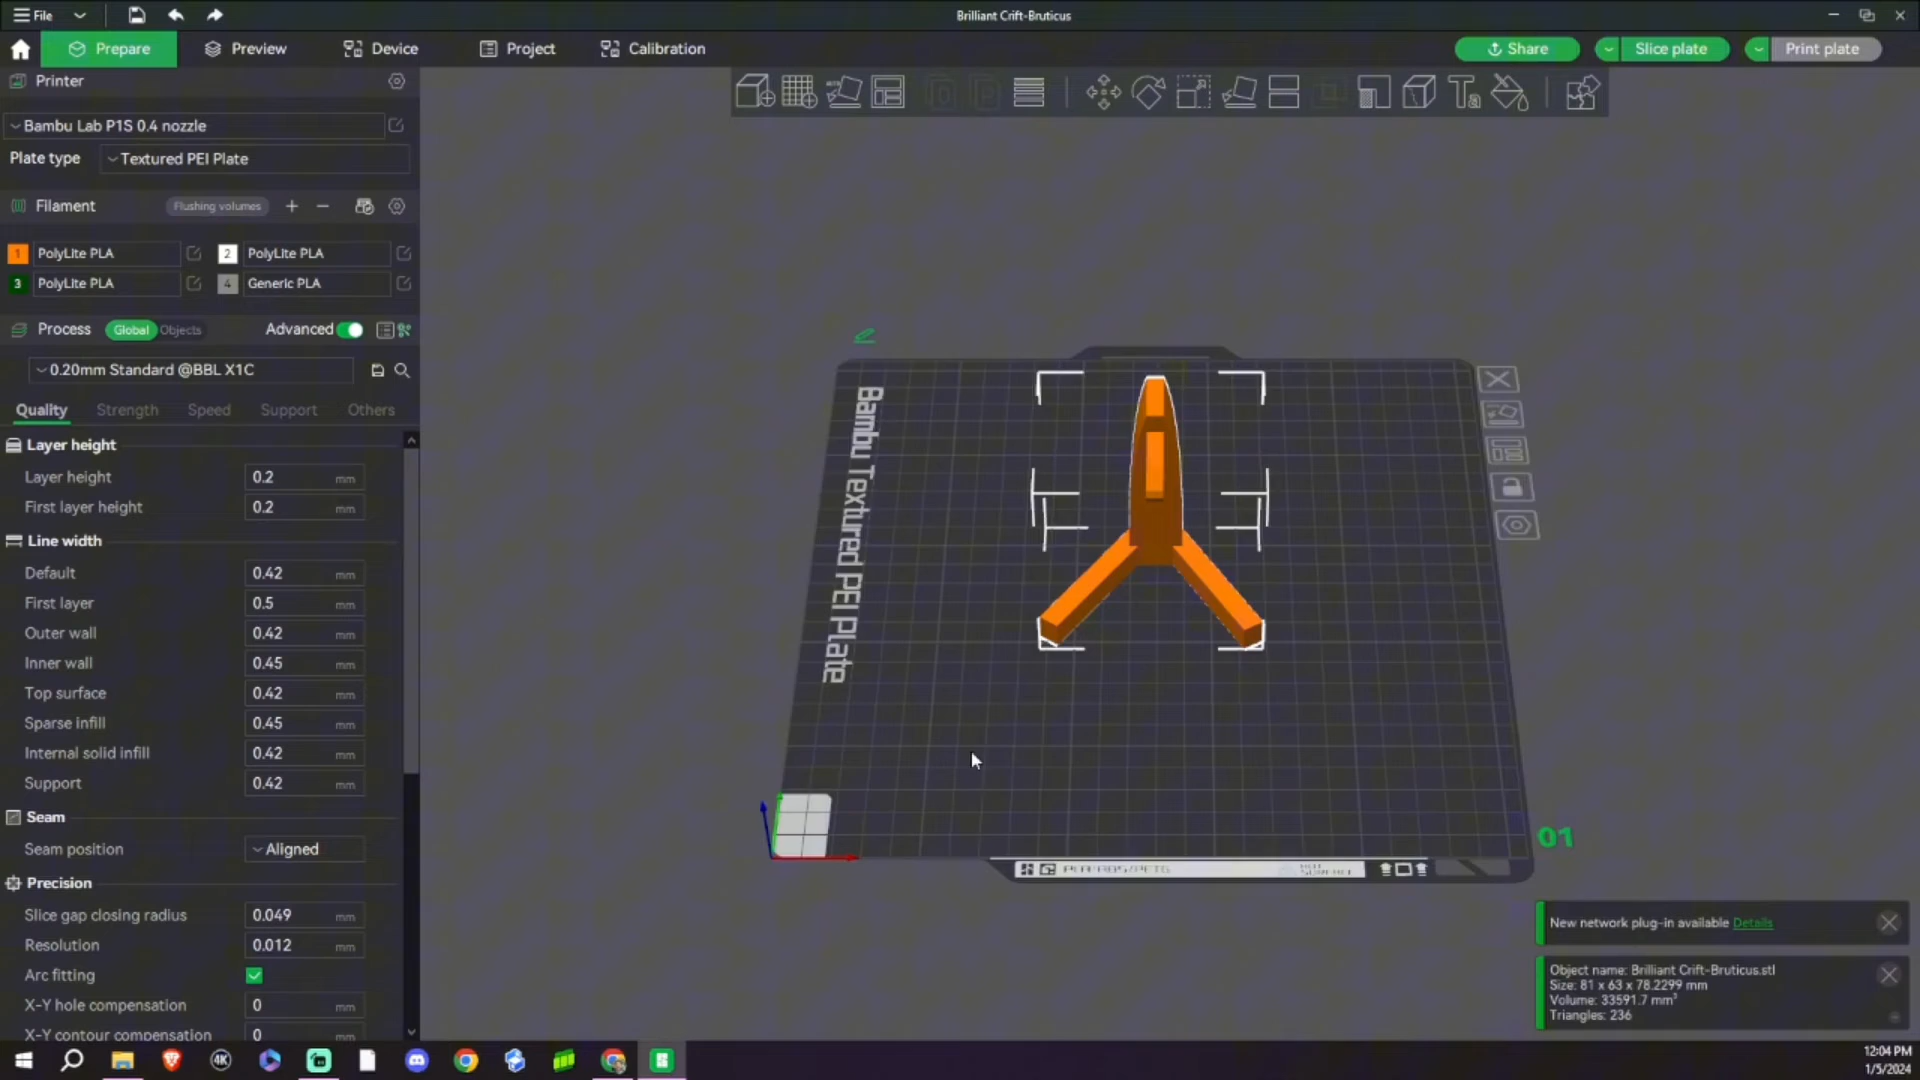 File
Brilliant Crift-Bruticus
Prepare
Preview
Device
Project
Calibration
Share
Slice plate
Print plate
Printer
Bambu Lab P1S 0.4 nozzle
Plate type
Textured PEI Plate
Filament
Flushing volumes
1 PolyLite PLA
2 PolyLite PLA
3 PolyLite PLA
4 Generic PLA
Process
Global
Objects
Advanced
0.20mm Standard @BBL X1C
Quality
Strength
Speed
Support
Others
Layer height
Layer height 0.2 mm
First layer height 0.2 mm
Line width
Default 0.42 mm
First layer 0.5 mm
Outer wall 0.42 mm
Inner wall 0.45 mm
Top surface 0.42 mm
Sparse infill 0.45 mm
Internal solid infill 0.42 mm
Support 0.42 mm
Seam
Seam position Aligned
Precision
Slice gap closing radius 0.049 mm
Resolution 0.012 mm
Arc fitting
X-Y hole compensation 0 mm
X-Y contour compensation 0 mm
Bambu Textured PEI Plate
PLA/ABS/PETG
01
New network plug-in available Details
Object name: Brilliant Crift-Bruticus.stl
Size: 81 x 63 x 78.2299 mm
Volume: 33591.7 mm³
Triangles: 236
4K
12:04 PM
1/5/2024